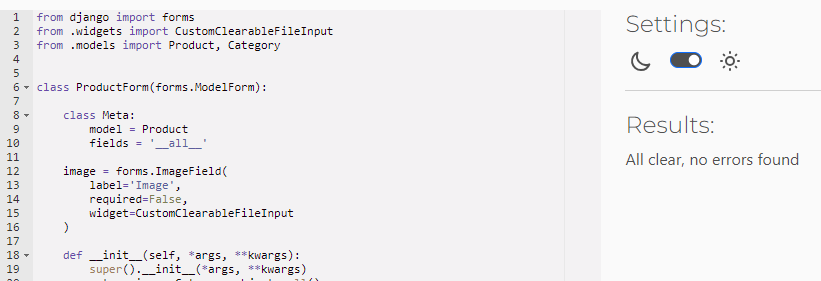 1 from django import forms
2 from .widgets import CustomClearableFileInput
3 from .models import Product, Category
4
5
6 class ProductForm(forms.ModelForm):
7
8     class Meta:
9         model = Product
10         fields = '__all__'
11
12     image = forms.ImageField(
13         label='Image',
14         required=False,
15         widget=CustomClearableFileInput
16     )
17
18     def __init__(self, *args, **kwargs):
19         super().__init__(*args, **kwargs)
Settings:
Results:
All clear, no errors found